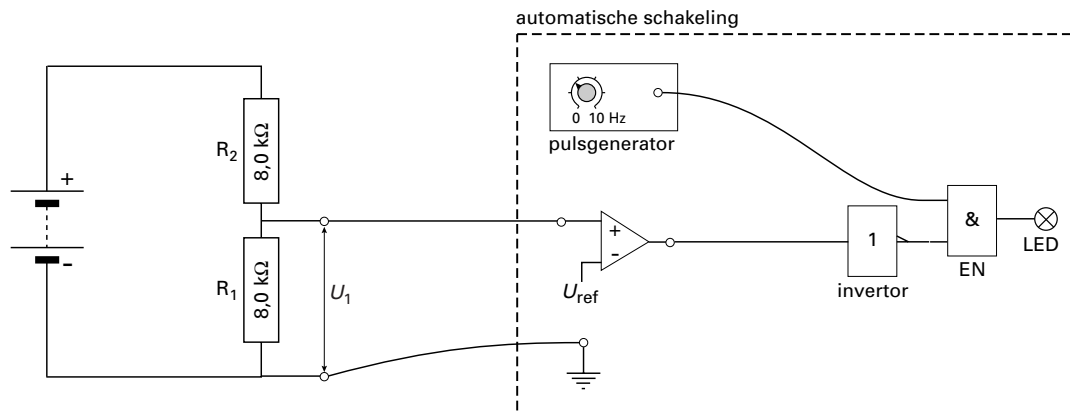 automatische schakeling
0 10 Hz
pulsgenerator
+
-
R2
8,0 kΩ
R1
8,0 kΩ
U1
+
-
Uref
1
invertor
&
EN
LED